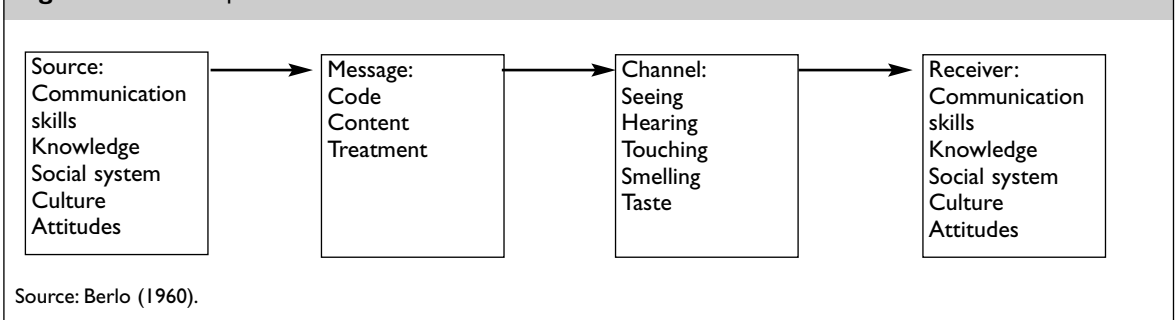 Source:
Communication
skills
Knowledge
Social system
Culture
Attitudes
Message:
Code
Content
Treatment
Channel:
Seeing
Hearing
Touching
Smelling
Taste
Receiver:
Communication
skills
Knowledge
Social system
Culture
Attitudes
Source: Berlo (1960).